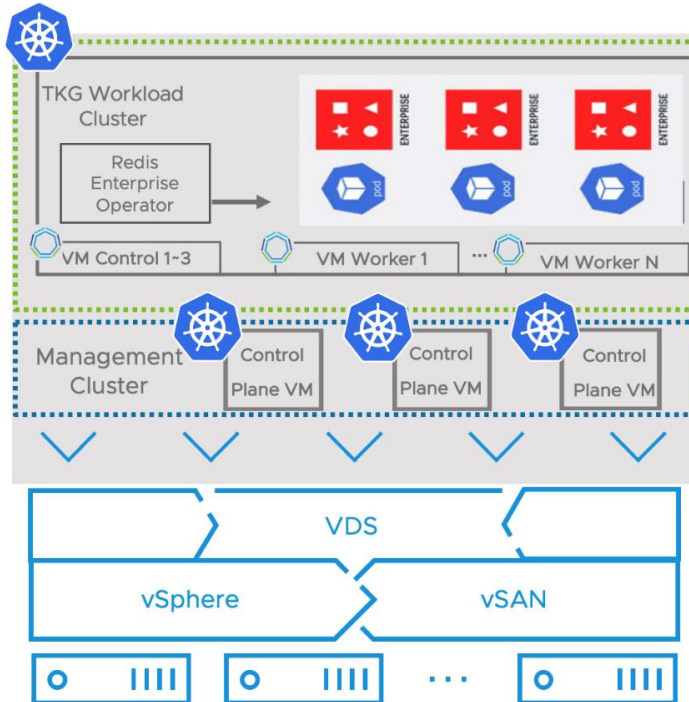 TKG Workload
Cluster
Redis
Enterprise
Operator
ENTERPRISE
ENTERPRISE
ENTERPRISE
pod
pod
pod
VM Control 1~3
VM Worker 1
...
VM Worker N
Management
Cluster
Control
Plane VM
Control
Plane VM
Control
Plane VM
VDS
vSphere
vSAN
...